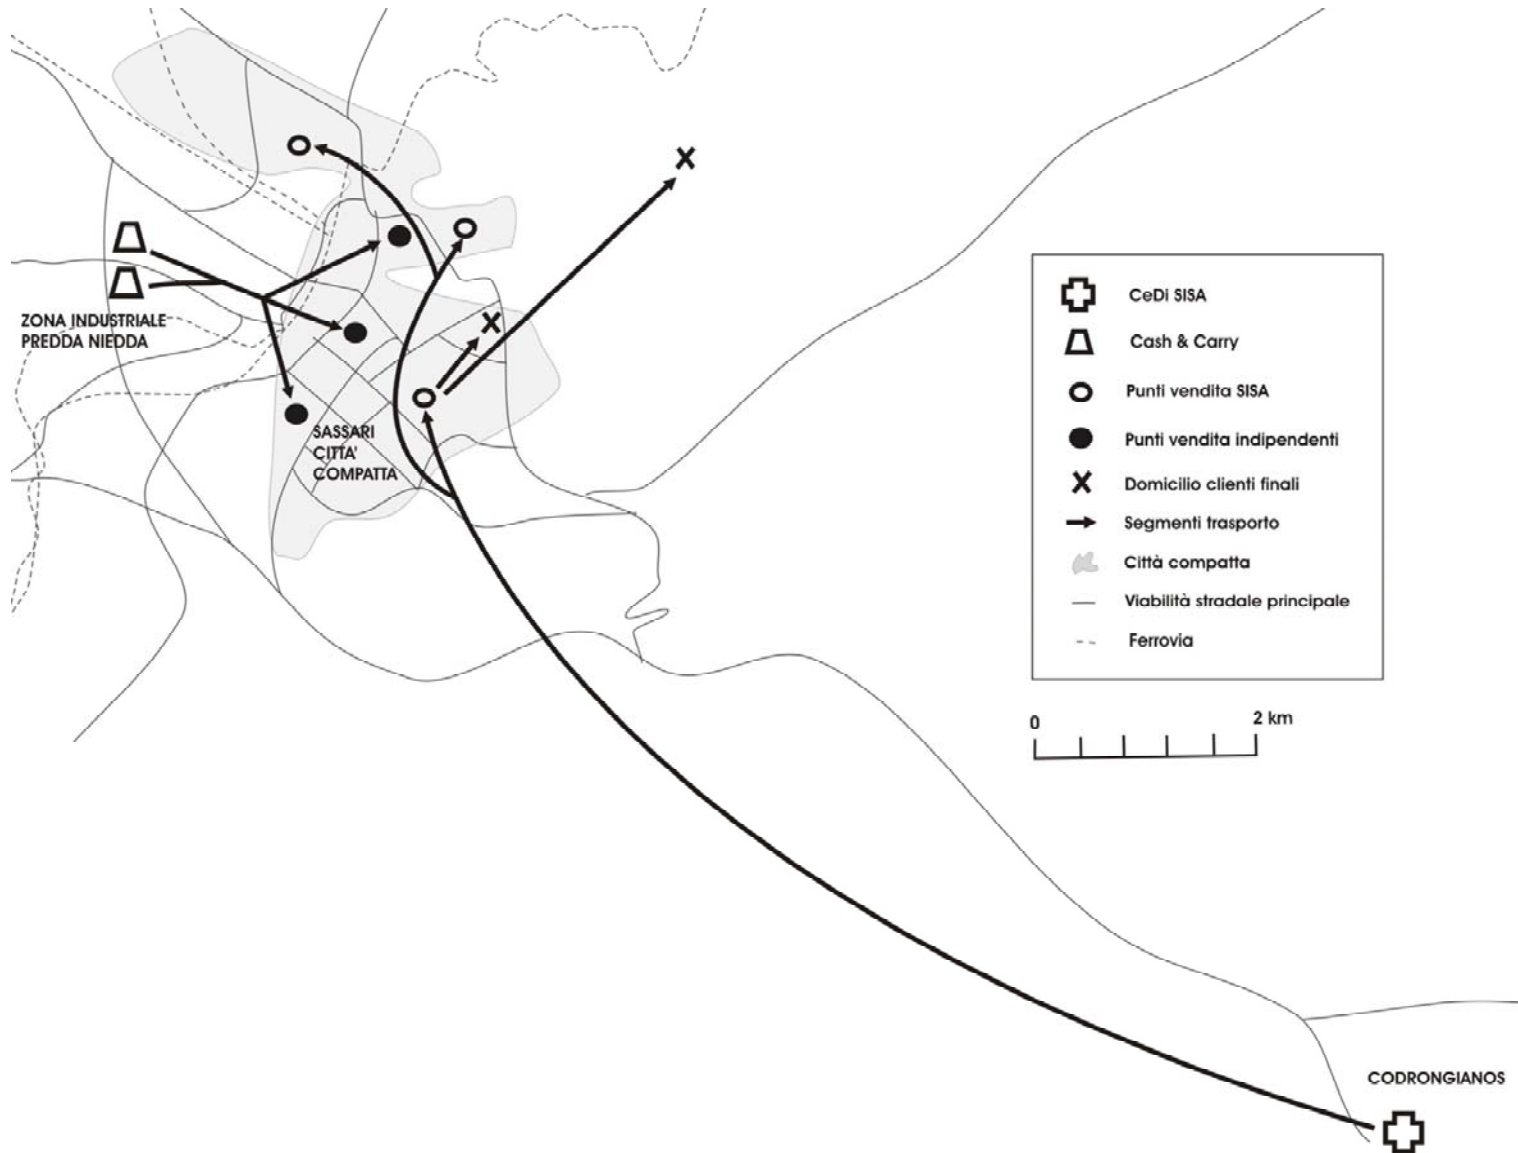 ZONA INDUSTRIALE
PREDDA NIEDDA
SASSARI
CITTA'
COMPATTA
CeDi SISA
Cash & Carry
Punti vendita SISA
Punti vendita indipendenti
Domicilio clienti finali
Segmenti trasporto
Città compatta
Viabilità stradale principale
Ferrovia
0 2 km
CODRONGIANOS